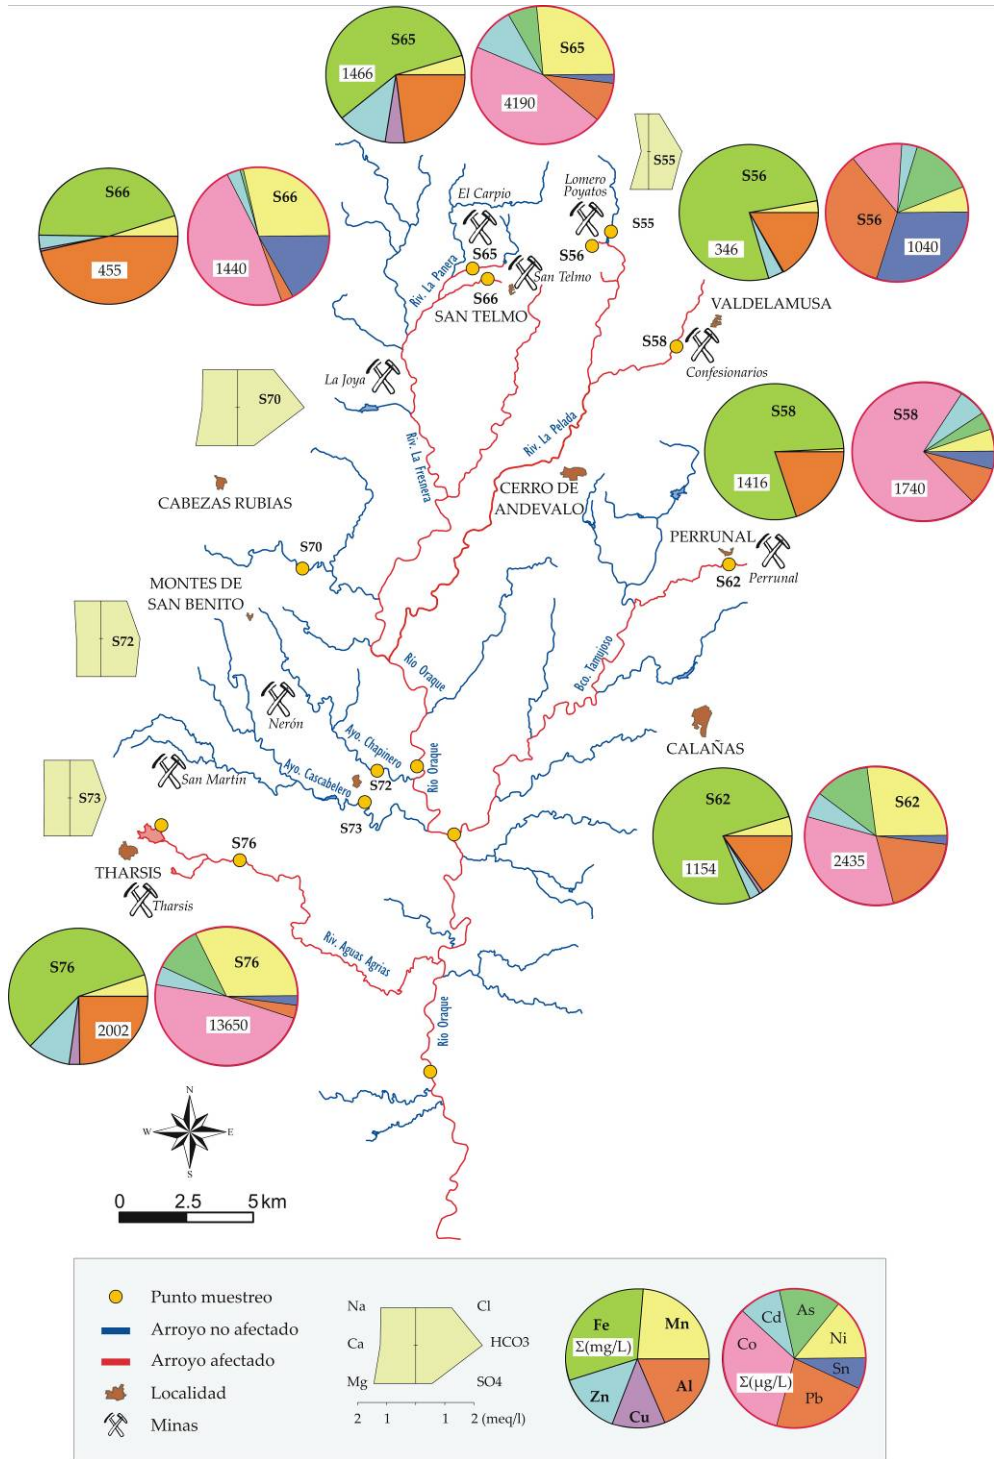 S65
1466
S65
4190
S66
455
S66
1440
S55
S56
346
S56
1040
El Carpio
Lomero
Poyatos
S55
S56
S65
San Telmo
S66
SAN TELMO
Riv. La Panera
VALDELAMUSA
S58
Confesionarios
La Joya
S70
Riv. La Fresnera
Riv. La Pelada
S58
1416
S58
1740
CABEZAS RUBIAS
CERRO DE
ANDEVALO
PERRUNAL
S62
Perrunal
S70
MONTES DE
SAN BENITO
S72
Rio Oraque
Bco. Tamujoso
Nerón
Ayo. Chapinero
CALAÑAS
San Martín
Ayo. Cascabelero
S72
Rio Oraque
S73
S73
S62
1154
S62
2435
THARSIS
S76
Tharsis
S76
2002
S76
13650
Riv. Aguas Agrias
Rio Oraque
N
W
E
S
0 2.5 5 km
Punto muestreo
Arroyo no afectado
Arroyo afectado
Localidad
Minas
Na Cl
Ca HCO3
Mg SO4
2 1 1 2 (meq/l)
Fe
Mn
Σ(mg/L)
Zn
Cu
Al
Cd
As
Co
Ni
Σ(µg/L)
Sn
Pb